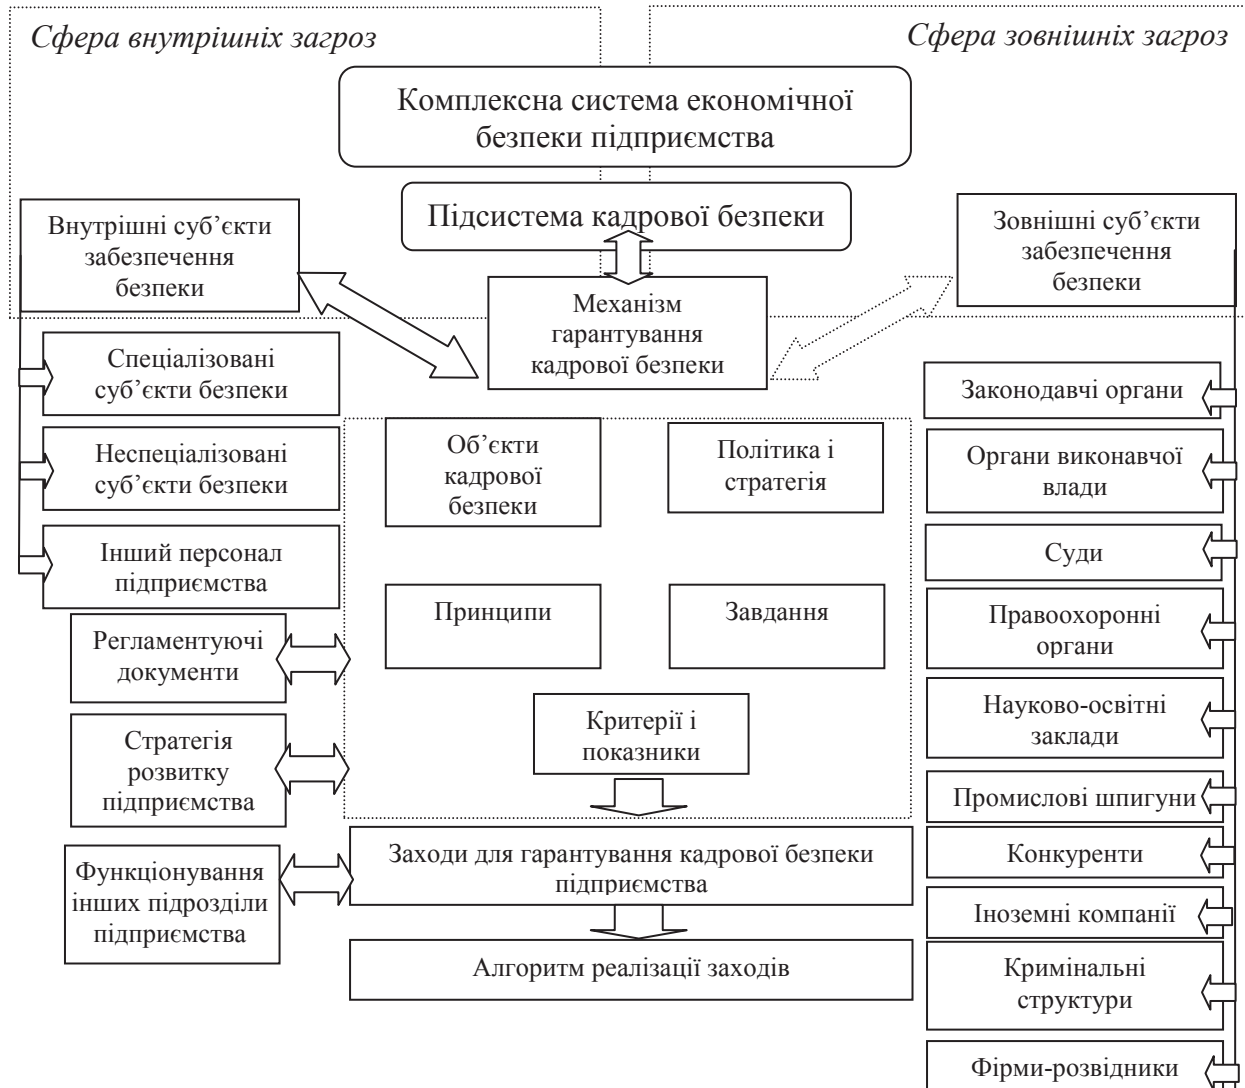 Сфера внутрішніх загроз
Сфера зовнішніх загроз
Комплексна система економічної
безпеки підприємства
Підсистема кадрової безпеки
Внутрішні суб’єкти
забезпечення
безпеки
Зовнішні суб’єкти
забезпечення
безпеки
Механізм
гарантування
кадрової безпеки
Спеціалізовані
суб’єкти безпеки
Неспеціалізовані
суб’єкти безпеки
Інший персонал
підприємства
Регламентуючі
документи
Стратегія
розвитку
підприємства
Функціонування
інших підрозділи
підприємства
Об’єкти
кадрової
безпеки
Політика і
стратегія
Принципи
Завдання
Критерії і
показники
Заходи для гарантування кадрової безпеки
підприємства
Алгоритм реалізації заходів
Законодавчі органи
Органи виконавчої
влади
Суди
Правоохоронні
органи
Науково-освітні
заклади
Промислові шпигуни
Конкуренти
Іноземні компанії
Кримінальні
структури
Фірми-розвідники